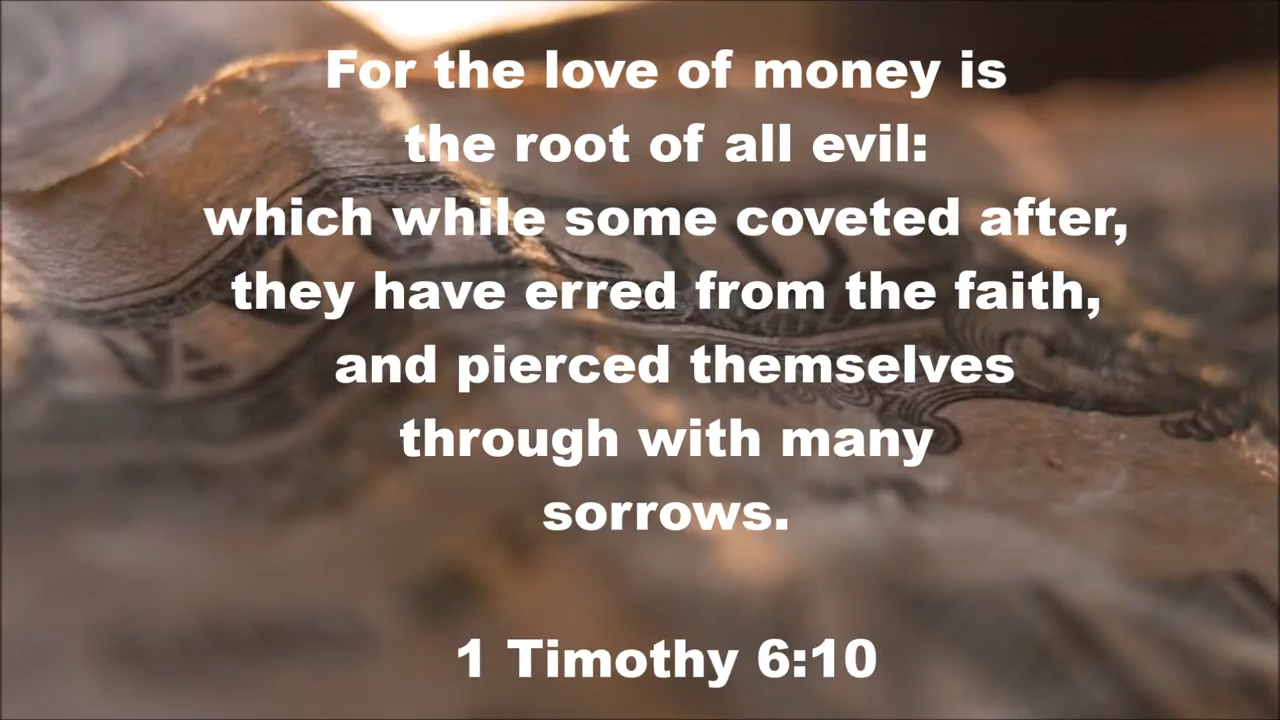 For the love of money is
the root of all evil:
which while some coveted after,
they have erred from the faith,
and pierced themselves
through with many
sorrows.
1 Timothy 6:10